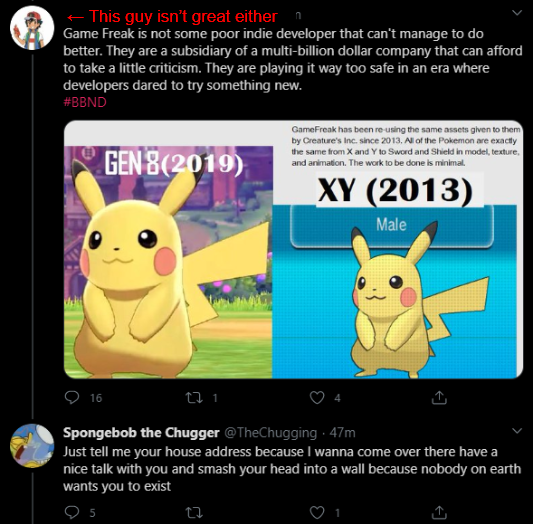 ← This guy isn't great either
Game Freak is not some poor indie developer that can't manage to do
better. They are a subsidiary of a multi-billion dollar company that can afford
to take a little criticism. They are playing it way too safe in an era where
developers dared to try something new.
#BBND
GameFreak has been re-using the same assets given to them
by Creature's Inc. since 2013. All of the Pokemon are exactly
the same from X and Y to Sword and Shield in model, texture,
and animation. The work to be done is minimal.
GEN 8(2019)
XY (2013)
Male
16 1 4
Spongebob the Chugger @TheChugging · 47m
Just tell me your house address because I wanna come over there have a
nice talk with you and smash your head into a wall because nobody on earth
wants you to exist
5 1